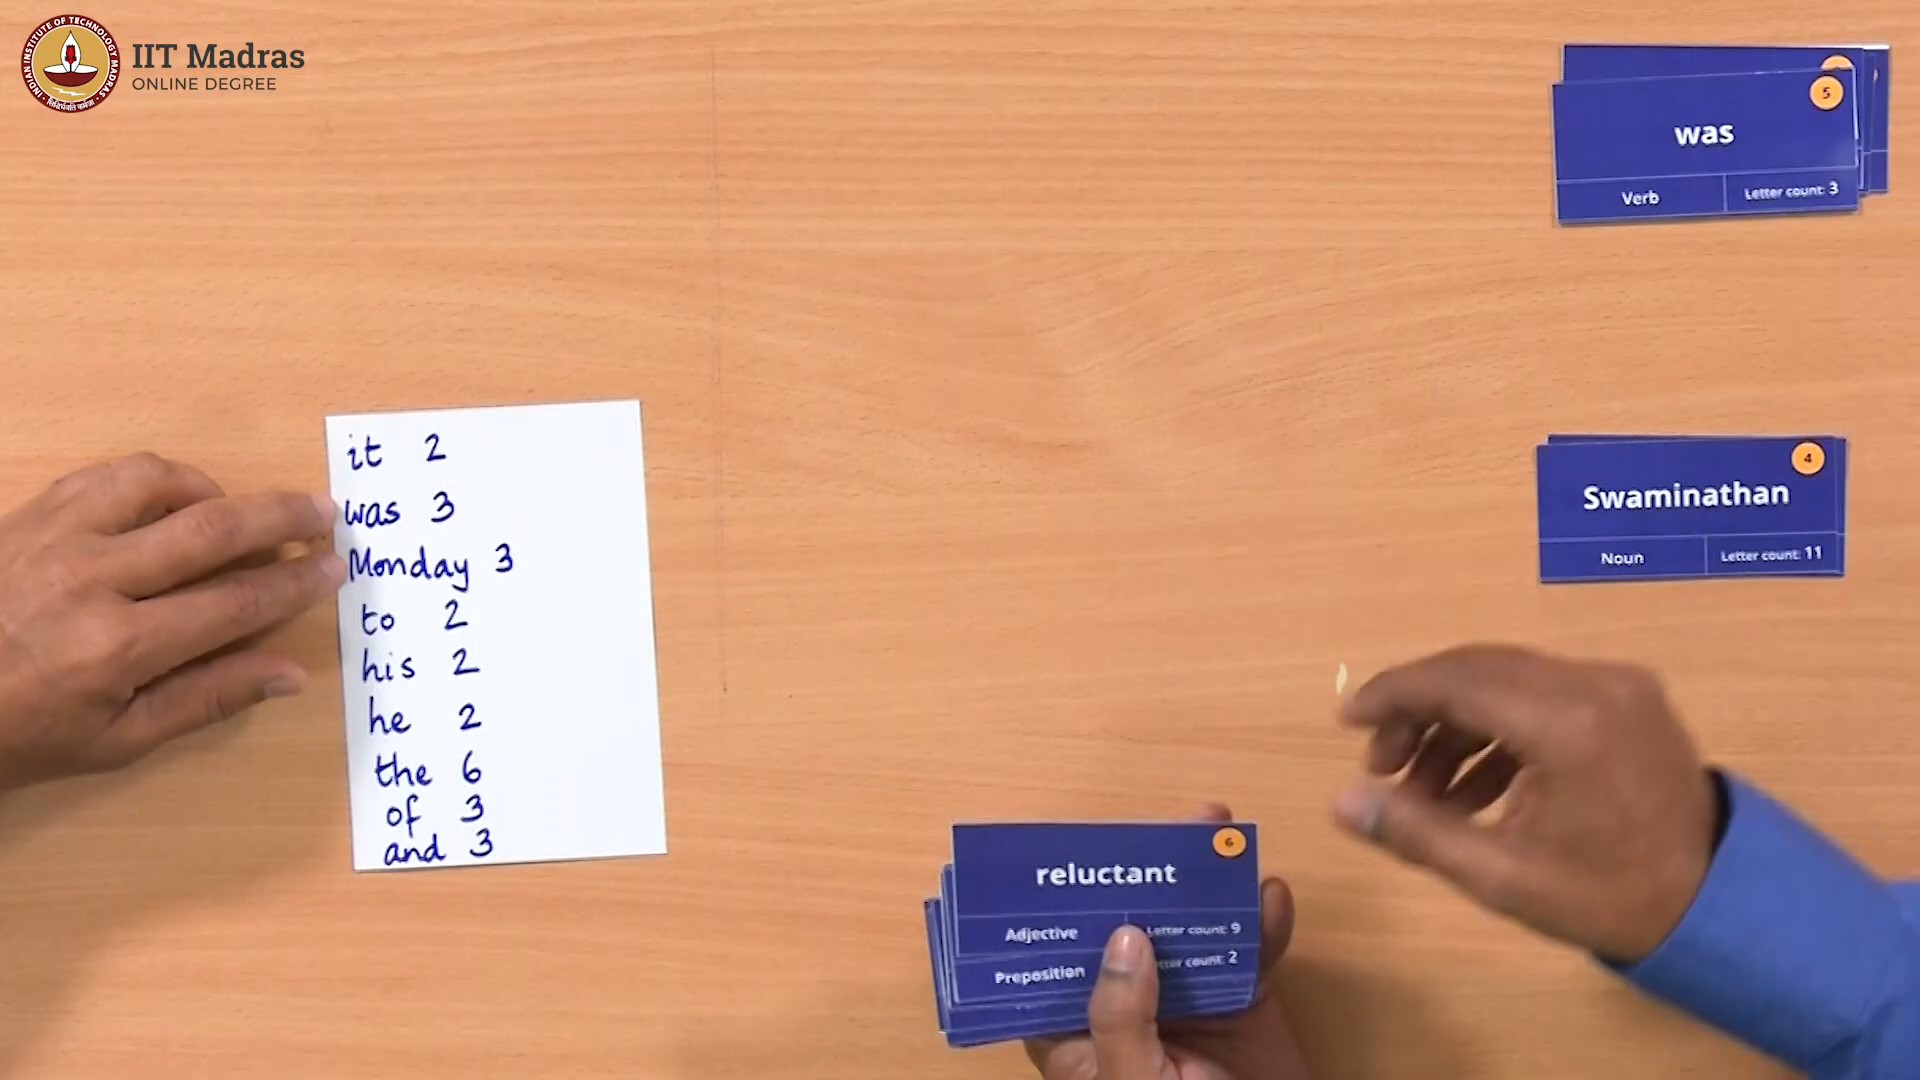 IIT Madras
ONLINE DEGREE
5
was
Verb
Letter count: 3
4
Swaminathan
Noun
Letter count: 11
it 2
was 3
Monday 3
to 2
his 2
he 2
the 6
of 3
and 3
6
reluctant
Adjective
Letter count: 9
Preposition
count: 2